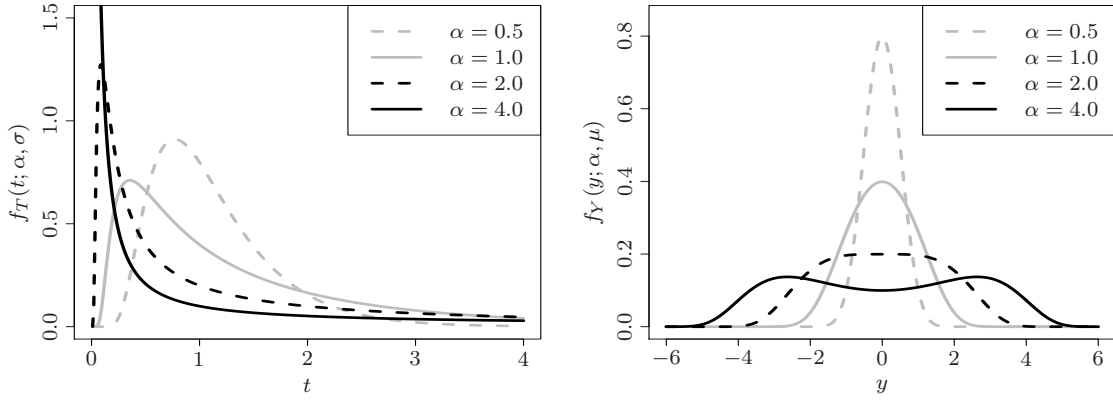 f_T(t; α, σ)
1.5
1.0
0.5
0.0
α = 0.5
α = 1.0
α = 2.0
α = 4.0
0 1 2 3 4
t
f_Y(y; α, μ)
0.8
0.6
0.4
0.2
0.0
α = 0.5
α = 1.0
α = 2.0
α = 4.0
−6 −4 −2 0 2 4 6
y